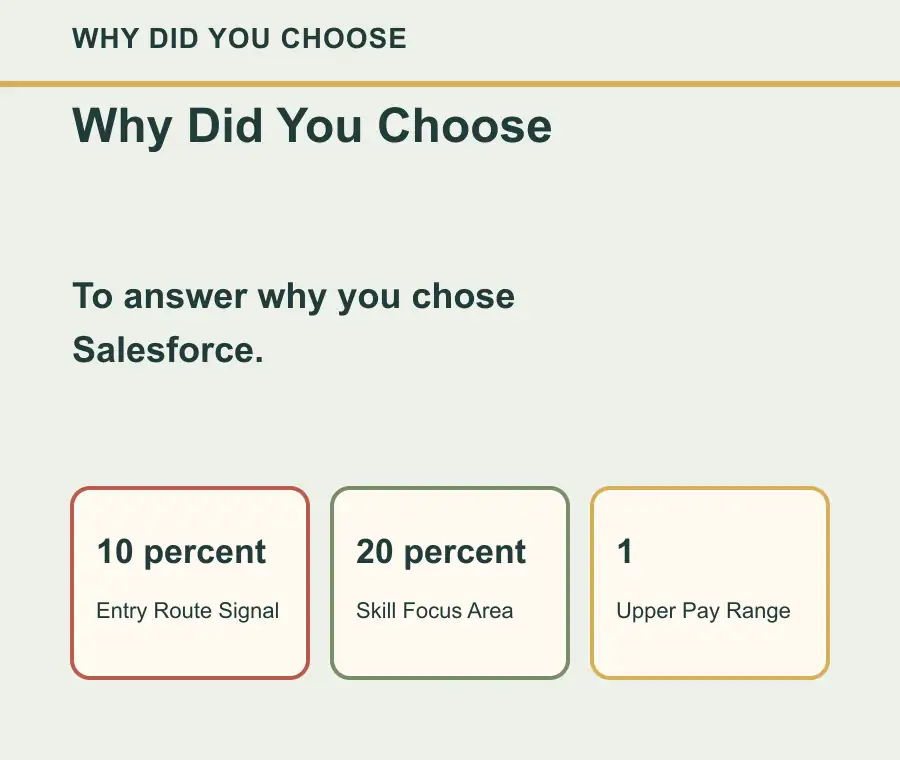 WHY DID YOU CHOOSE
Why Did You Choose
To answer why you chose
Salesforce.
10 percent
Entry Route Signal
20 percent
Skill Focus Area
1
Upper Pay Range